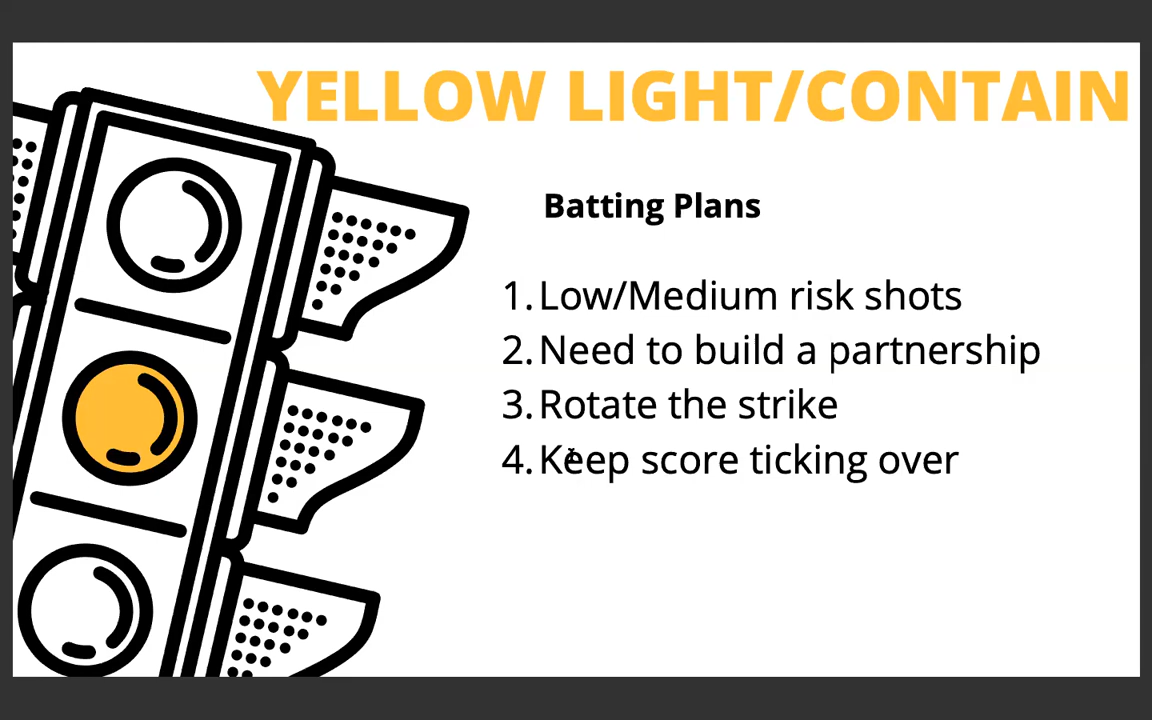 YELLOW LIGHT/CONTAIN
Batting Plans
1. Low/Medium risk shots
2. Need to build a partnership
3. Rotate the strike
4. Keep score ticking over